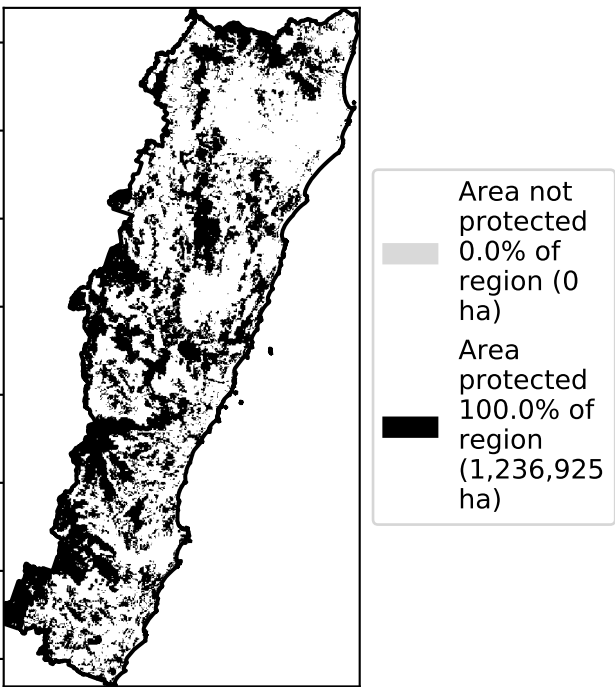 Area not
protected
0.0% of
region (0
ha)
Area
protected
100.0% of
region
(1,236,925
ha)